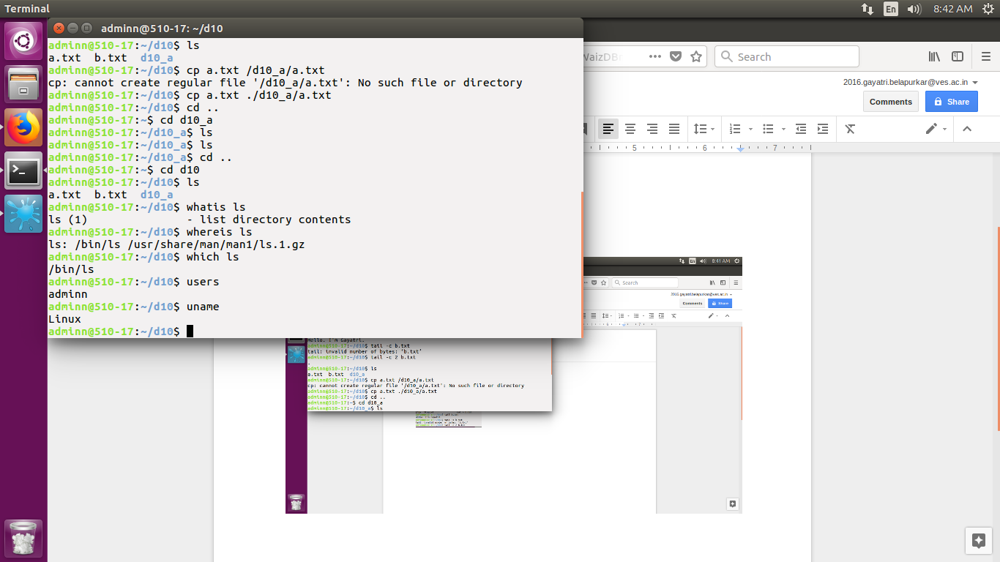 Terminal
En
8:42 AM
adminn@510-17: ~/d10
adminn@510-17:~/d10$ ls
a.txt  b.txt  d10_a
adminn@510-17:~/d10$ cp a.txt /d10_a/a.txt
cp: cannot create regular file '/d10_a/a.txt': No such file or directory
adminn@510-17:~/d10$ cp a.txt ./d10_a/a.txt
adminn@510-17:~/d10$ cd ..
adminn@510-17:~$ cd d10_a
adminn@510-17:~/d10_a$ ls
adminn@510-17:~/d10_a$ ls
adminn@510-17:~/d10_a$ cd ..
adminn@510-17:~$ cd d10
adminn@510-17:~/d10$ ls
a.txt  b.txt  d10_a
adminn@510-17:~/d10$ whatis ls
ls (1)               - list directory contents
adminn@510-17:~/d10$ whereis ls
ls: /bin/ls /usr/share/man/man1/ls.1.gz
adminn@510-17:~/d10$ which ls
/bin/ls
adminn@510-17:~/d10$ users
adminn
adminn@510-17:~/d10$ uname
Linux
adminn@510-17:~/d10$
Search
2016.gayatri.belapurkar@ves.ac.in
Comments
Share
5 6 7
En 8:41 AM
Search
2016.gayatri.belapurkar@ves.ac.in
Comments Share
Hello. I'm Gayatri.
adminn@510-17:~/d10$ tail -c b.txt
tail: invalid number of bytes: 'b.txt'
adminn@510-17:~/d10$ tail -c 2 b.txt
.
adminn@510-17:~/d10$ ls
a.txt  b.txt  d10_a
adminn@510-17:~/d10$ cp a.txt /d10_a/a.txt
cp: cannot create regular file '/d10_a/a.txt': No such file or directory
adminn@510-17:~/d10$ cp a.txt ./d10_a/a.txt
adminn@510-17:~/d10$ cd ..
adminn@510-17:~$ cd d10_a
adminn@510-17:~/d10_a$ ls